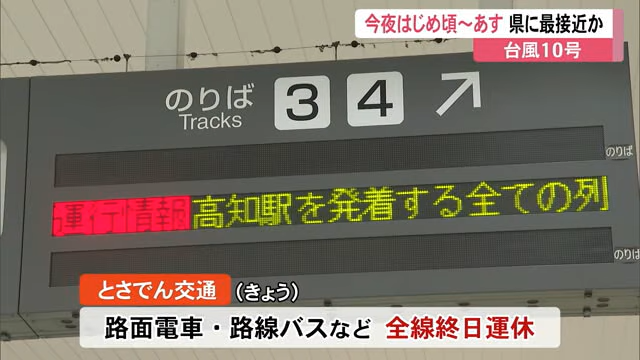 今夜はじめ頃～あす 県に最接近か
台風10号
のりば 3 4
Tracks
のりば
運行情報 高知駅を発着する全ての列
のりば
とさでん交通 (きょう)
路面電車・路線バスなど 全線終日運休